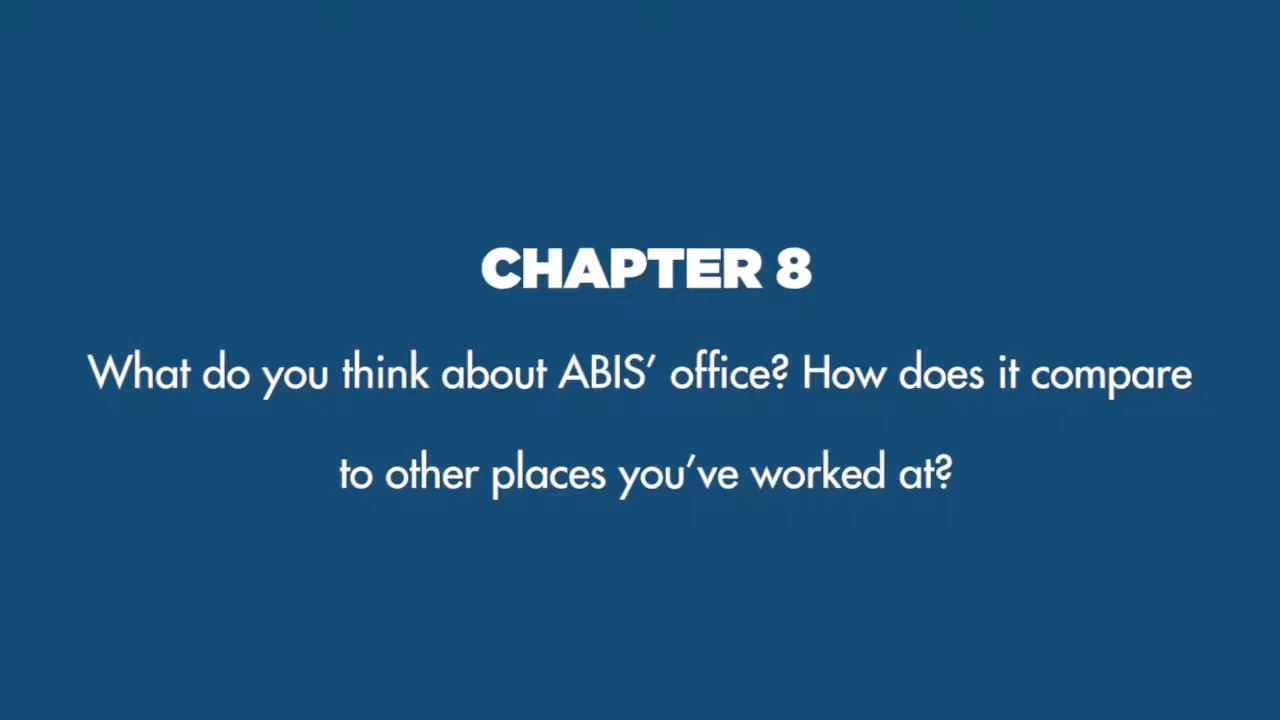 CHAPTER 8
What do you think about ABIS’ office? How does it compare
to other places you’ve worked at?